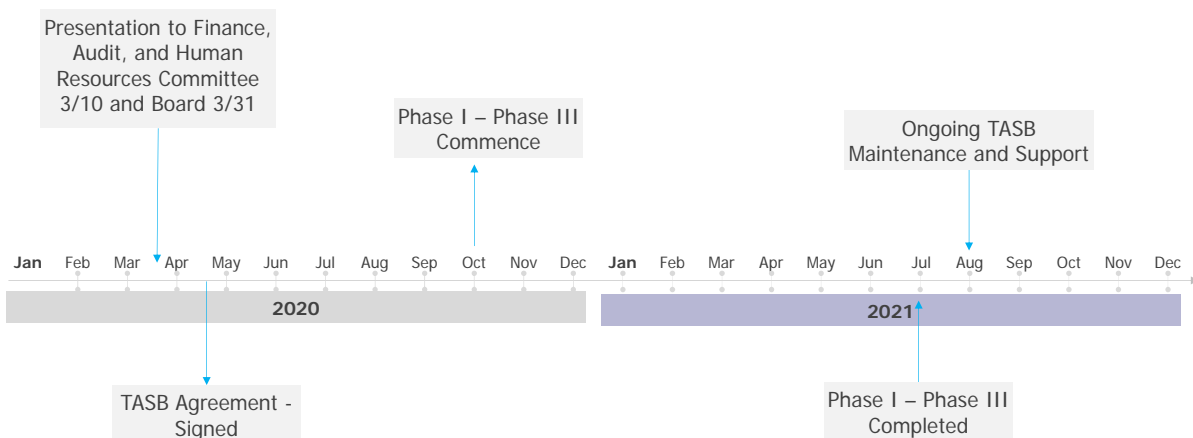 Presentation to Finance,
Audit, and Human
Resources Committee
3/10 and Board 3/31
Phase I – Phase III
Commence
Ongoing TASB
Maintenance and Support
Jan Feb Mar Apr May Jun Jul Aug Sep Oct Nov Dec Jan Feb Mar Apr May Jun Jul Aug Sep Oct Nov Dec
2020 2021
TASB Agreement -
Signed
Phase I – Phase III
Completed